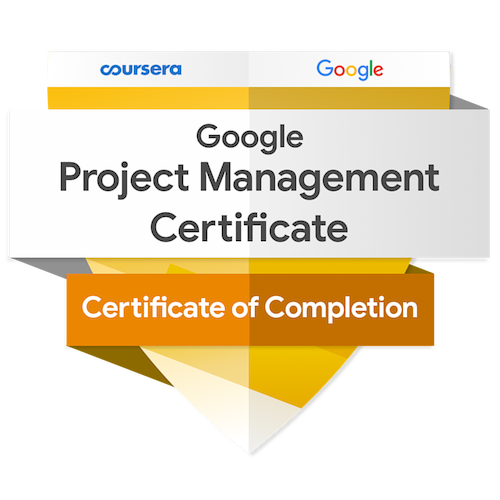 coursera Google
Google
Project Management
Certificate
Certificate of Completion